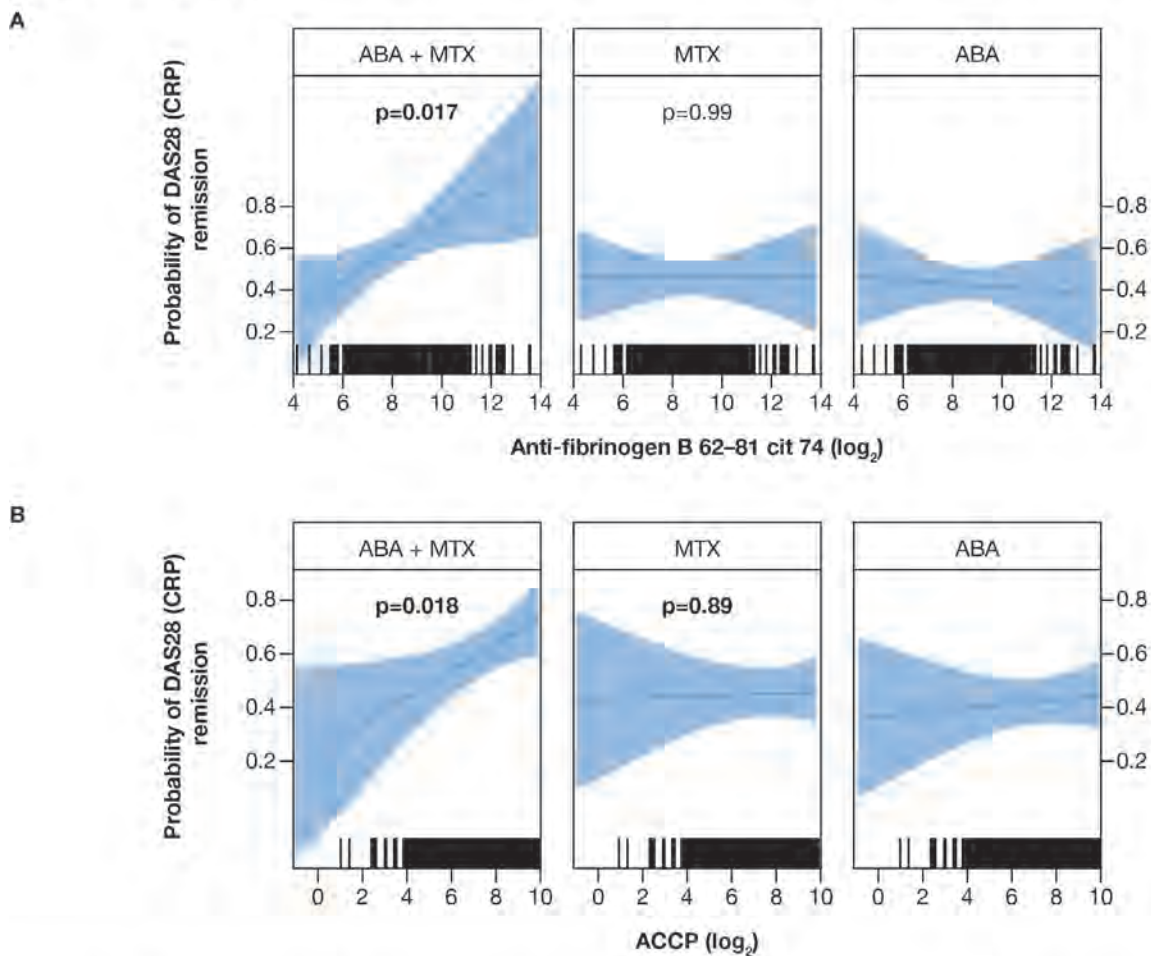 A
ABA + MTX
MTX
ABA
p=0.017
p=0.99
Probability of DAS28 (CRP)
remission
0.8
0.6
0.4
0.2
0.8
0.6
0.4
0.2
4 6 8 10 12 14
4 6 8 10 12 14
4 6 8 10 12 14
Anti-fibrinogen B 62–81 cit 74 (log₂)
B
ABA + MTX
MTX
ABA
p=0.018
p=0.89
Probability of DAS28 (CRP)
remission
0.8
0.6
0.4
0.2
0.8
0.6
0.4
0.2
0 2 4 6 8 10
0 2 4 6 8 10
0 2 4 6 8 10
ACCP (log₂)